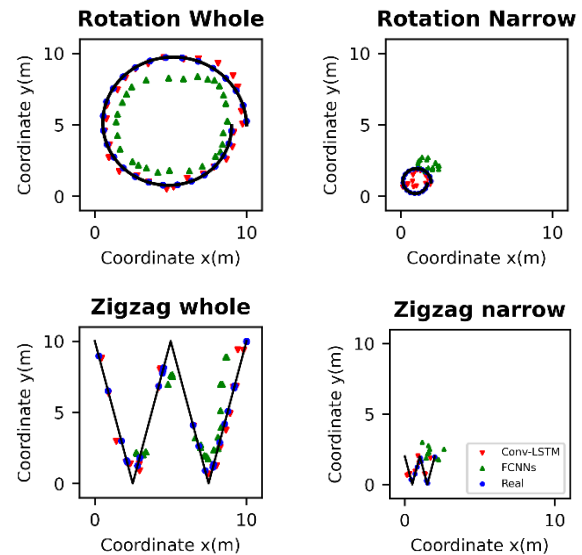 Rotation Whole
Rotation Narrow
10
5
0
Coordinate y(m)
0
10
Coordinate x(m)
10
5
0
Coordinate y(m)
0
10
Coordinate x(m)
Zigzag whole
Zigzag narrow
10
5
0
Coordinate y(m)
0
10
Coordinate x(m)
10
5
0
Coordinate y(m)
0
10
Coordinate x(m)
Conv-LSTM
FCNNs
Real